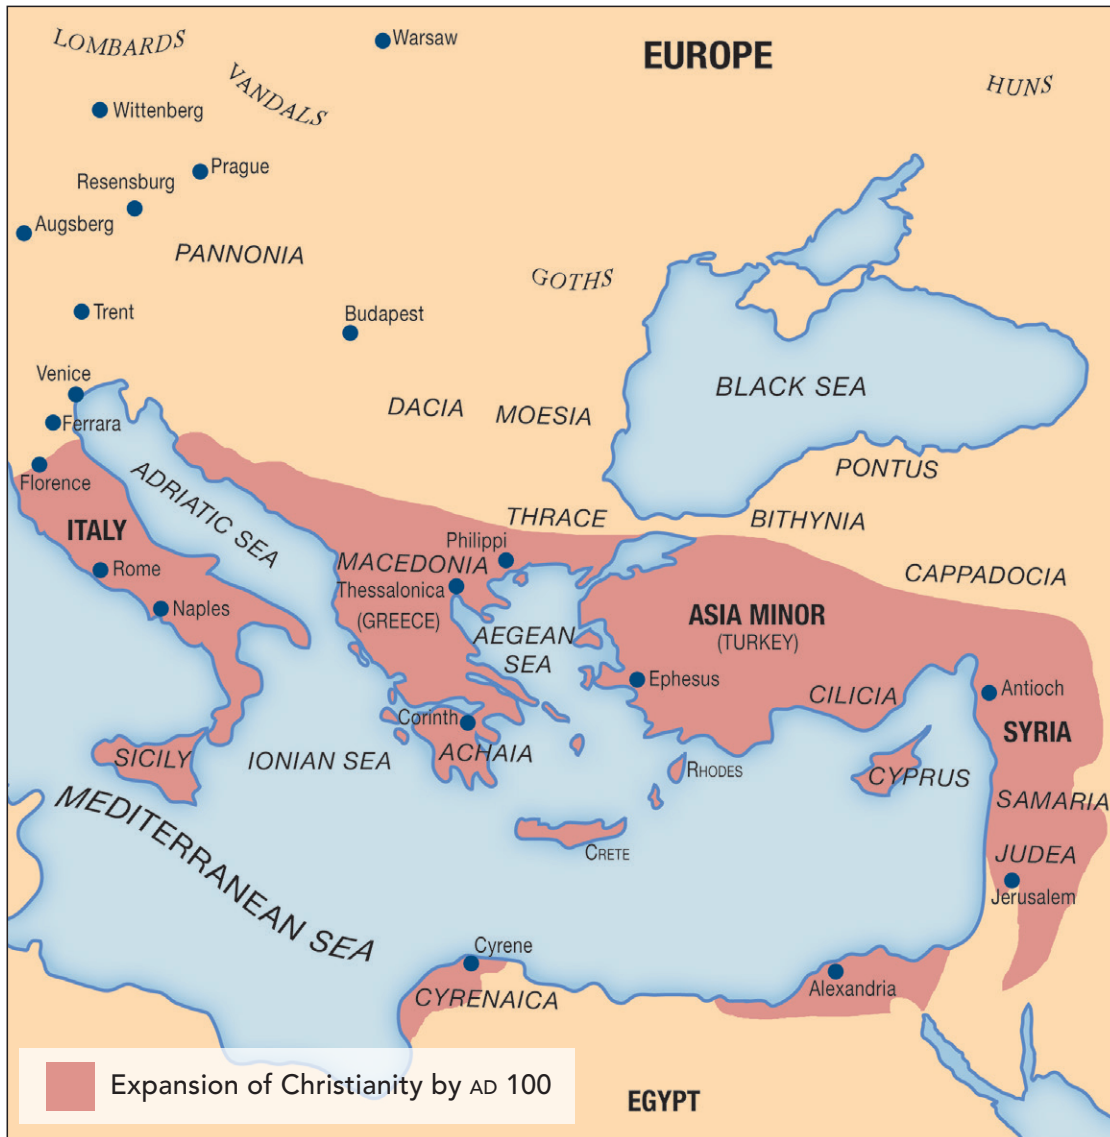 LOMBARDS
Warsaw
EUROPE
VANDALS
HUNS
Wittenberg
Prague
Resensburg
Augsberg
PANNONIA
GOTHS
Trent
Budapest
Venice
BLACK SEA
DACIA
MOESIA
Ferrara
Florence
ADRIATIC SEA
PONTUS
THRACE
BITHYNIA
ITALY
Philippi
MACEDONIA
Rome
Thessalonica
CAPPADOCIA
Naples
(GREECE)
ASIA MINOR
(TURKEY)
AEGEAN
SEA
Ephesus
CILICIA
Antioch
Corinth
SYRIA
SICILY
IONIAN SEA
ACHAIA
RHODES
CYPRUS
SAMARIA
MEDITERRANEAN SEA
CRETE
JUDEA
Jerusalem
Cyrene
CYRENAICA
Alexandria
Expansion of Christianity by AD 100
EGYPT